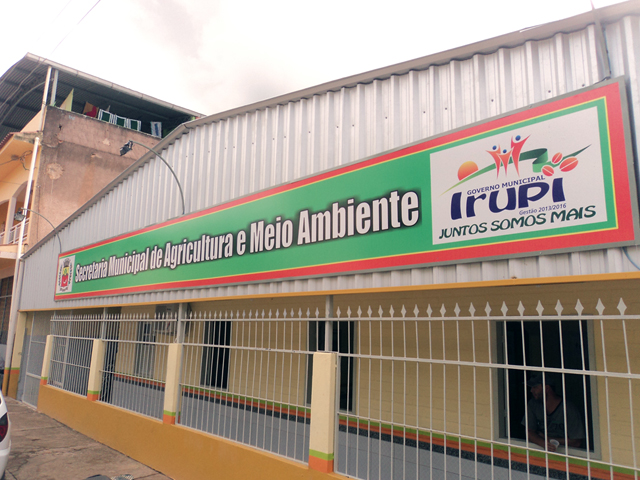 Secretaria Municipal de Agricultura e Meio Ambiente
GOVERNO MUNICIPAL
IRUPI
Gestão 2013/2016
JUNTOS SOMOS MAIS